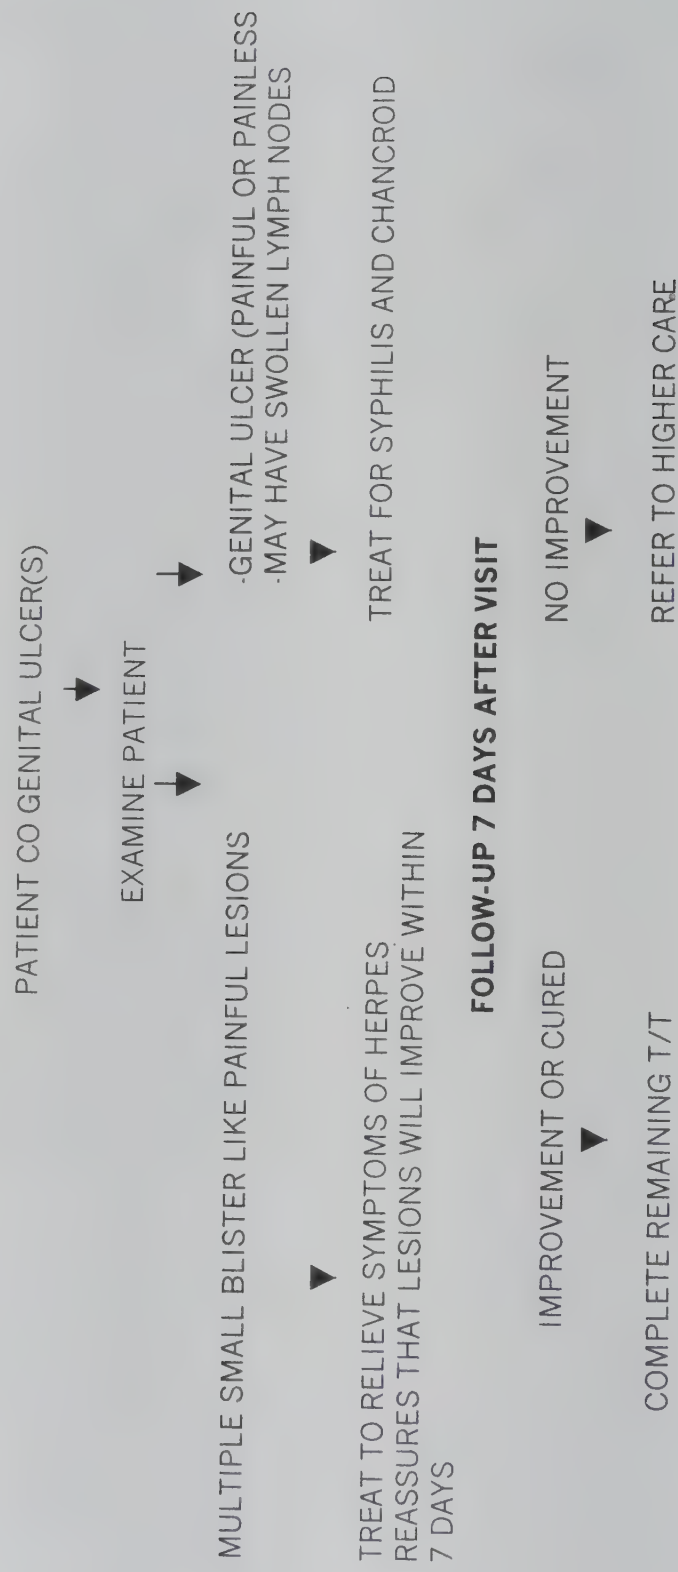 PATIENT CO GENITAL ULCER(S)
EXAMINE PATIENT
MULTIPLE SMALL BLISTER LIKE PAINFUL LESIONS
-GENITAL ULCER (PAINFUL OR PAINLESS
-MAY HAVE SWOLLEN LYMPH NODES
TREAT TO RELIEVE SYMPTOMS OF HERPES
REASSURES THAT LESIONS WILL IMPROVE WITHIN
7 DAYS
TREAT FOR SYPHILIS AND CHANCROID
FOLLOW-UP 7 DAYS AFTER VISIT
IMPROVEMENT OR CURED
NO IMPROVEMENT
COMPLETE REMAINING T/T
REFER TO HIGHER CARE